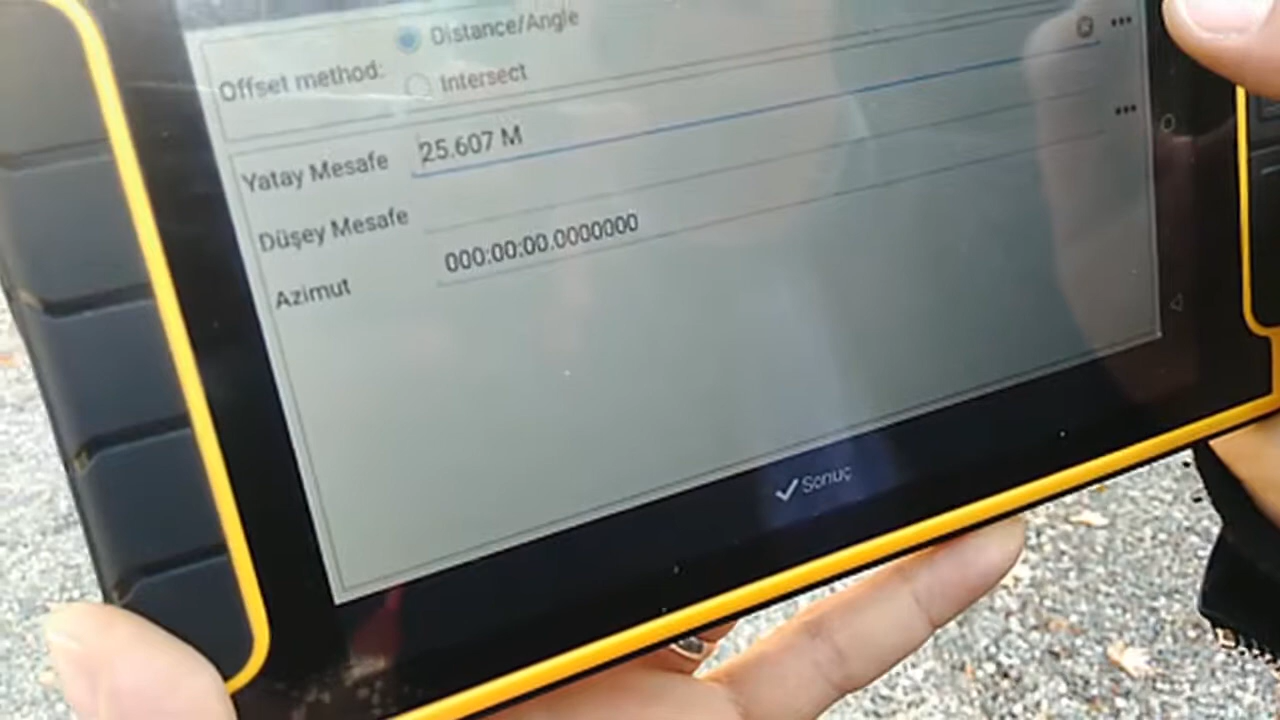 Offset method:
Distance/Angle
Intersect
Yatay Mesafe 25.607 M
Düşey Mesafe
Azimut 000:00:00.0000000
Sonuç